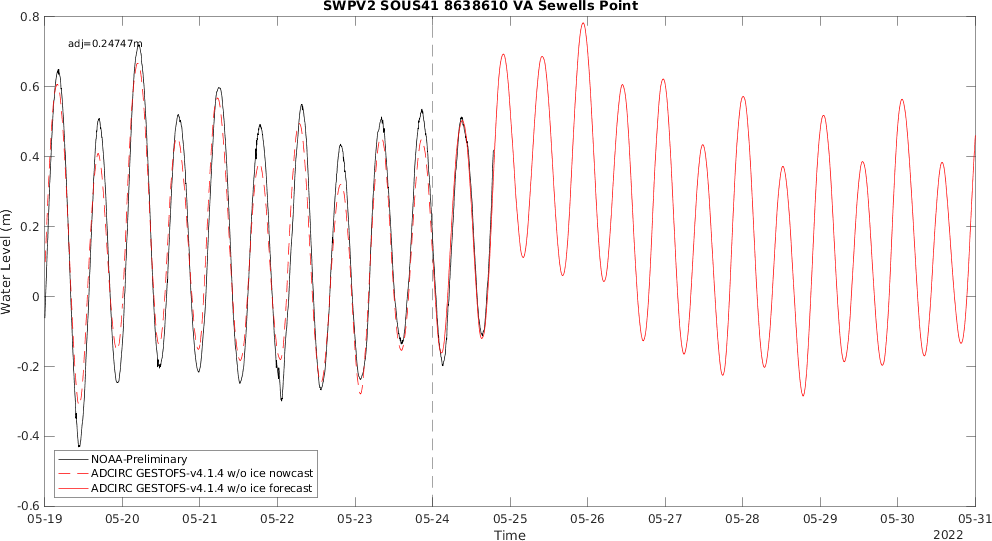 SWPV2 SOUS41 8638610 VA Sewells Point
adj=0.24747m
0.8
0.6
0.4
0.2
0
-0.2
-0.4
-0.6
Water Level (m)
NOAA-Preliminary
ADCIRC GESTOFS-v4.1.4 w/o ice nowcast
ADCIRC GESTOFS-v4.1.4 w/o ice forecast
05-19 05-20 05-21 05-22 05-23 05-24 05-25 05-26 05-27 05-28 05-29 05-30 05-31
Time
2022